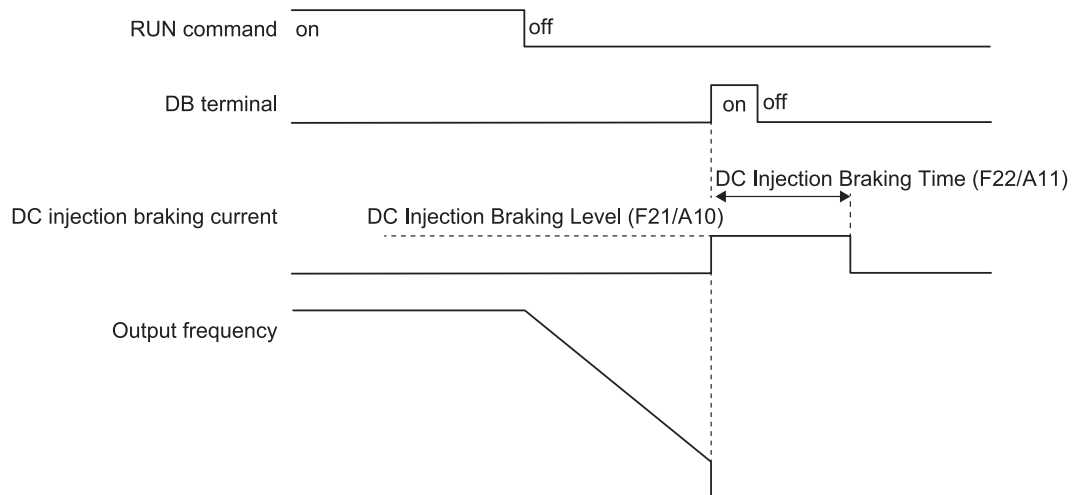 RUN command
on
off
DB terminal
on
off
DC Injection Braking Time (F22/A11)
DC injection braking current
DC Injection Braking Level (F21/A10)
Output frequency